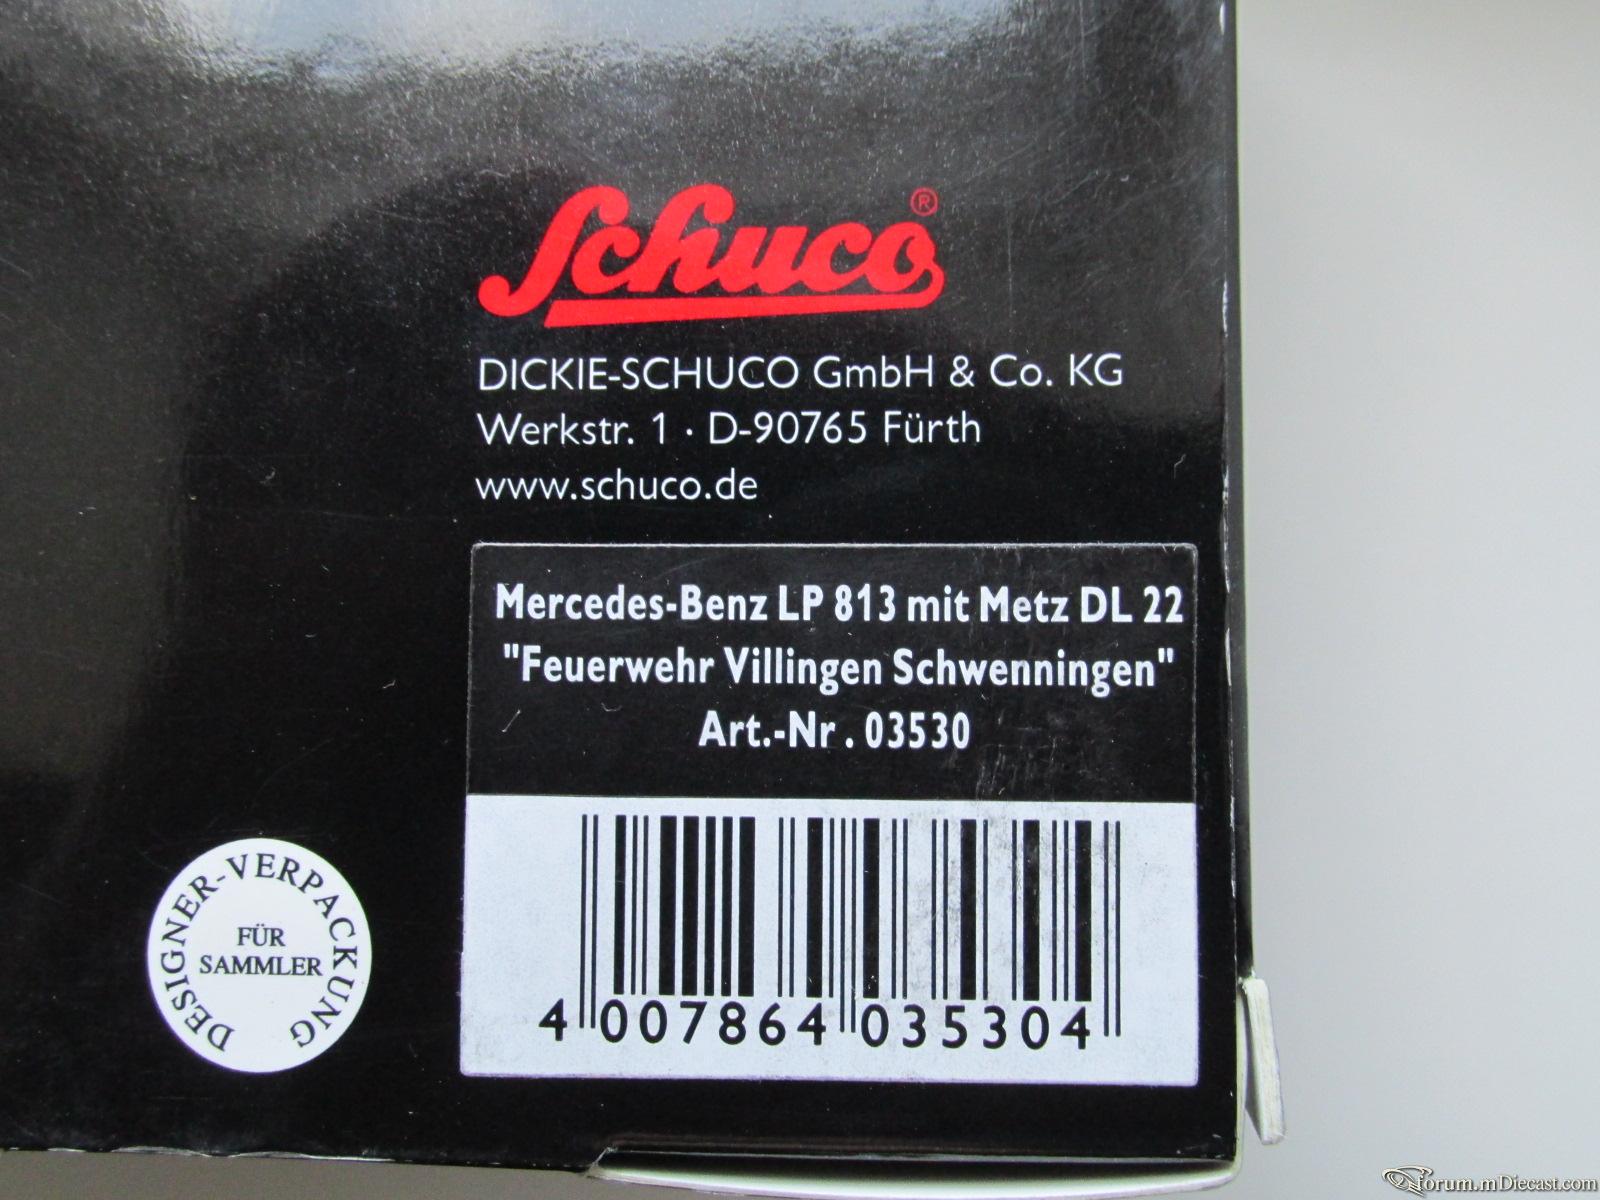 Schuco®
DICKIE-SCHUCO GmbH & Co. KG
Werkstr. 1 · D-90765 Fürth
www.schuco.de
Mercedes-Benz LP 813 mit Metz DL 22
"Feuerwehr Villingen Schwenningen"
Art.-Nr. 03530
4 007864 035304
DESIGNER-VERPACKUNG
FÜR
SAMMLER
forum.mDiecast.com